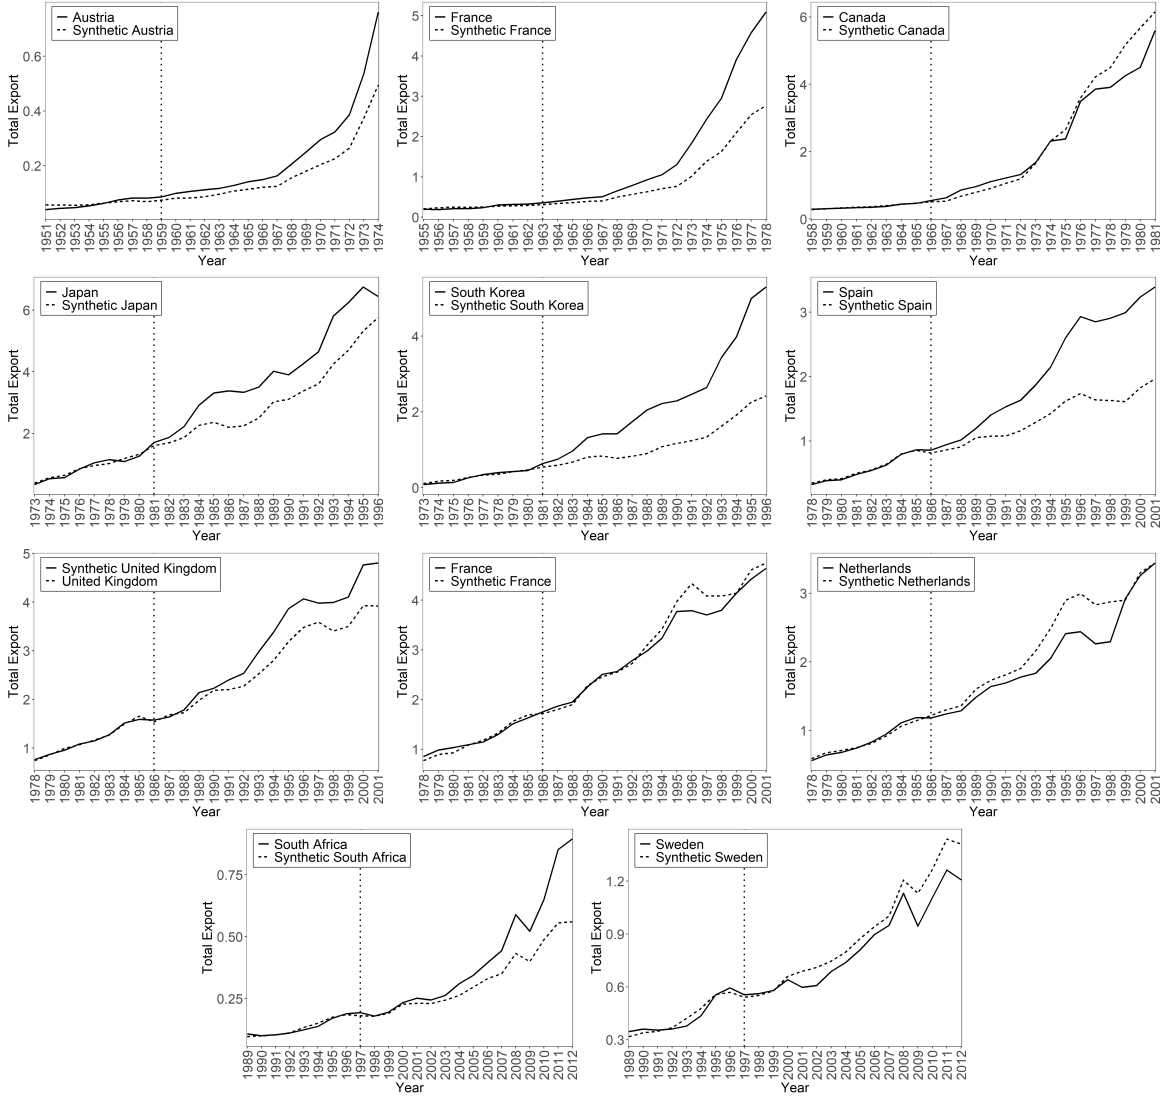 Austria
Synthetic Austria
Total Export
0.6
0.4
0.2
1951 1952 1953 1954 1955 1956 1957 1958 1959 1960 1961 1962 1963 1964 1965 1966 1967 1968 1969 1970 1971 1972 1973 1974
Year
France
Synthetic France
Total Export
5
4
3
2
1
0
1955 1956 1957 1958 1959 1960 1961 1962 1963 1964 1965 1966 1967 1968 1969 1970 1971 1972 1973 1974 1975 1976 1977 1978
Year
Canada
Synthetic Canada
Total Export
6
4
2
0
1958 1959 1960 1961 1962 1963 1964 1965 1966 1967 1968 1969 1970 1971 1972 1973 1974 1975 1976 1977 1978 1979 1980 1981
Year
Japan
Synthetic Japan
Total Export
6
4
2
1973 1974 1975 1976 1977 1978 1979 1980 1981 1982 1983 1984 1985 1986 1987 1988 1989 1990 1991 1992 1993 1994 1995 1996
Year
South Korea
Synthetic South Korea
Total Export
4
2
0
1973 1974 1975 1976 1977 1978 1979 1980 1981 1982 1983 1984 1985 1986 1987 1988 1989 1990 1991 1992 1993 1994 1995 1996
Year
Spain
Synthetic Spain
Total Export
3
2
1
1978 1979 1980 1981 1982 1983 1984 1985 1986 1987 1988 1989 1990 1991 1992 1993 1994 1995 1996 1997 1998 1999 2000 2001
Year
Synthetic United Kingdom
United Kingdom
Total Export
5
4
3
2
1
1978 1979 1980 1981 1982 1983 1984 1985 1986 1987 1988 1989 1990 1991 1992 1993 1994 1995 1996 1997 1998 1999 2000 2001
Year
France
Synthetic France
Total Export
4
3
2
1
1978 1979 1980 1981 1982 1983 1984 1985 1986 1987 1988 1989 1990 1991 1992 1993 1994 1995 1996 1997 1998 1999 2000 2001
Year
Netherlands
Synthetic Netherlands
Total Export
3
2
1
1978 1979 1980 1981 1982 1983 1984 1985 1986 1987 1988 1989 1990 1991 1992 1993 1994 1995 1996 1997 1998 1999 2000 2001
Year
South Africa
Synthetic South Africa
Total Export
0.75
0.50
0.25
1989 1990 1991 1992 1993 1994 1995 1996 1997 1998 1999 2000 2001 2002 2003 2004 2005 2006 2007 2008 2009 2010 2011 2012
Year
Sweden
Synthetic Sweden
Total Export
1.2
0.9
0.6
0.3
1989 1990 1991 1992 1993 1994 1995 1996 1997 1998 1999 2000 2001 2002 2003 2004 2005 2006 2007 2008 2009 2010 2011 2012
Year